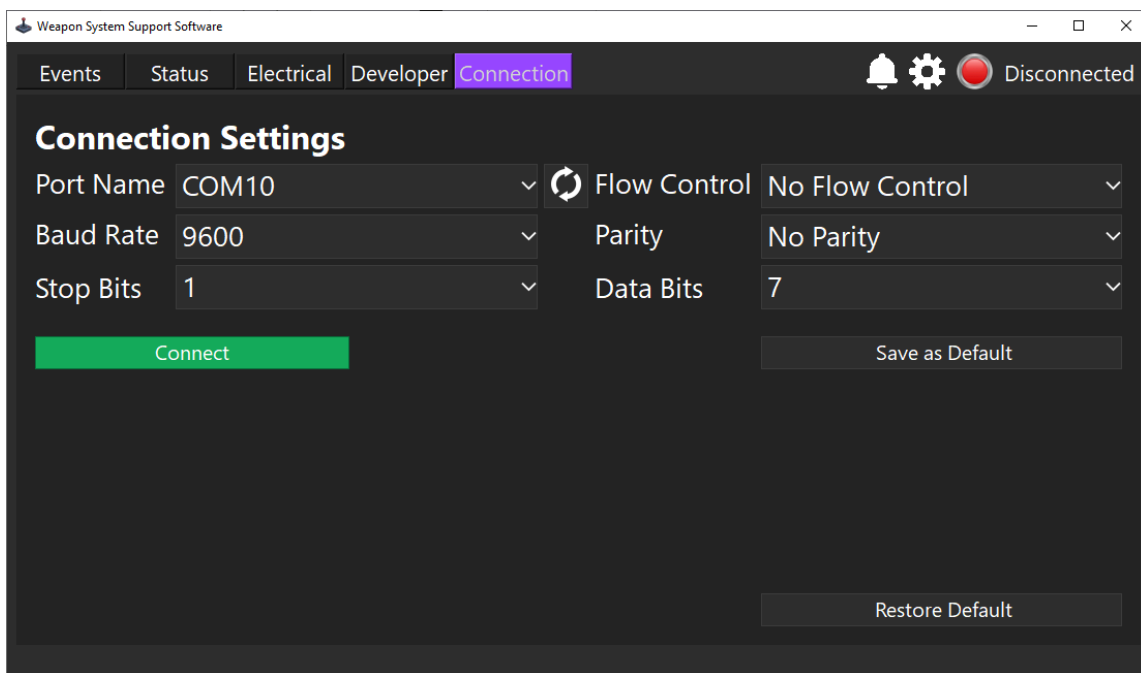 Weapon System Support Software
Events Status Electrical Developer Connection Disconnected
Connection Settings
Port Name COM10 Flow Control No Flow Control
Baud Rate 9600 Parity No Parity
Stop Bits 1 Data Bits 7
Connect Save as Default
Restore Default